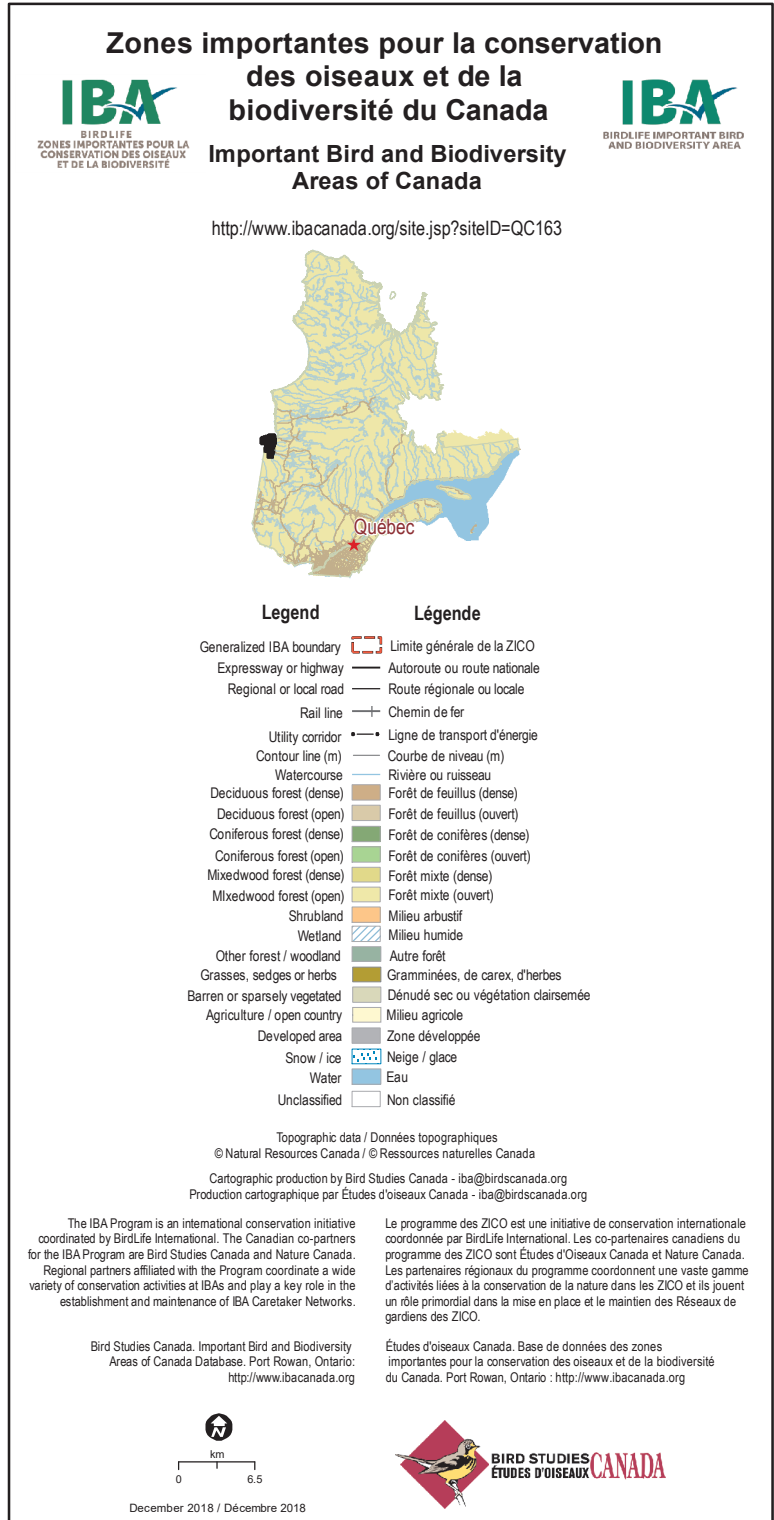 Zones importantes pour la conservation
des oiseaux et de la
biodiversité du Canada
IBA
BIRDLIFE
ZONES IMPORTANTES POUR LA
CONSERVATION DES OISEAUX
ET DE LA BIODIVERSITÉ
IBA
BIRDLIFE IMPORTANT BIRD
AND BIODIVERSITY AREA
Important Bird and Biodiversity
Areas of Canada
http://www.ibacanada.org/site.jsp?siteID=QC163
Québec
Legend Légende
Generalized IBA boundary Limite générale de la ZICO
Expressway or highway Autoroute ou route nationale
Regional or local road Route régionale ou locale
Rail line Chemin de fer
Utility corridor Ligne de transport d'énergie
Contour line (m) Courbe de niveau (m)
Watercourse Rivière ou ruisseau
Deciduous forest (dense) Forêt de feuillus (dense)
Deciduous forest (open) Forêt de feuillus (ouvert)
Coniferous forest (dense) Forêt de conifères (dense)
Coniferous forest (open) Forêt de conifères (ouvert)
Mixedwood forest (dense) Forêt mixte (dense)
MIxedwood forest (open) Forêt mixte (ouvert)
Shrubland Milieu arbustif
Wetland Milieu humide
Other forest / woodland Autre forêt
Grasses, sedges or herbs Gramminées, de carex, d'herbes
Barren or sparsely vegetated Dénudé sec ou végétation clairsemée
Agriculture / open country Milieu agricole
Developed area Zone développée
Snow / ice Neige / glace
Water Eau
Unclassified Non classifié
Topographic data / Données topographiques
© Natural Resources Canada / © Ressources naturelles Canada
Cartographic production by Bird Studies Canada - iba@birdscanada.org
Production cartographique par Études d'oiseaux Canada - iba@birdscanada.org
The IBA Program is an international conservation initiative
coordinated by BirdLife International. The Canadian co-partners
for the IBA Program are Bird Studies Canada and Nature Canada.
Regional partners affiliated with the Program coordinate a wide
variety of conservation activities at IBAs and play a key role in the
establishment and maintenance of IBA Caretaker Networks.
Bird Studies Canada. Important Bird and Biodiversity
Areas of Canada Database. Port Rowan, Ontario:
http://www.ibacanada.org
Le programme des ZICO est une initiative de conservation internationale
coordonnée par BirdLife International. Les co-partenaires canadiens du
programme des ZICO sont Études d'Oiseaux Canada et Nature Canada.
Les partenaires régionaux du programme coordonnent une vaste gamme
d'activités liées à la conservation de la nature dans les ZICO et ils jouent
un rôle primordial dans la mise en place et le maintien des Réseaux de
gardiens des ZICO.
Études d'oiseaux Canada. Base de données des zones
importantes pour la conservation des oiseaux et de la biodiversité
du Canada. Port Rowan, Ontario : http://www.ibacanada.org
N
km
0 6.5
December 2018 / Décembre 2018
BIRD STUDIES
ÉTUDES D'OISEAUX CANADA